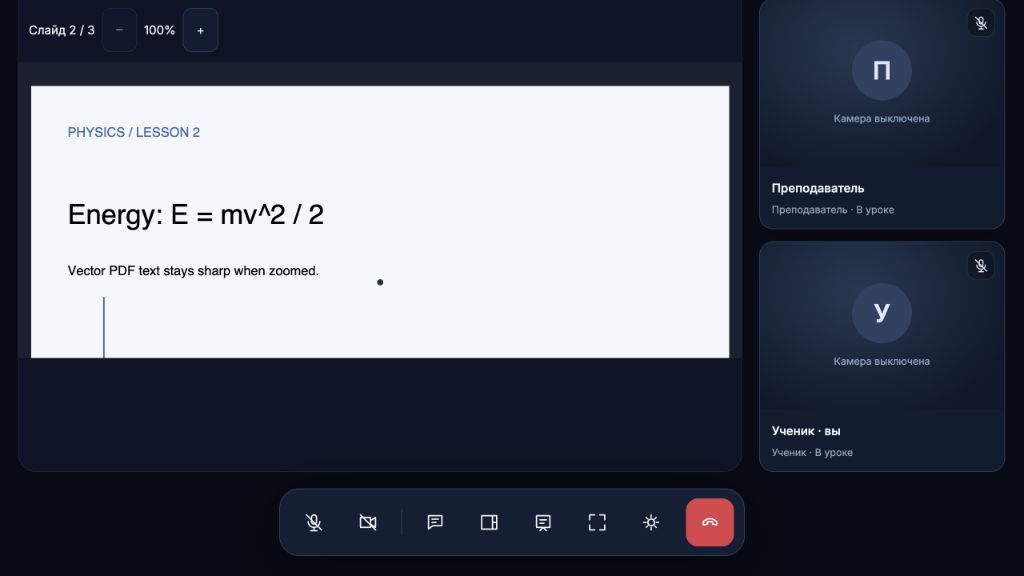 Слайд 2 / 3 − 100% +
PHYSICS / LESSON 2
Energy: E = mv^2 / 2
Vector PDF text stays sharp when zoomed.
П
Камера выключена
Преподаватель
Преподаватель · В уроке
У
Камера выключена
Ученик · вы
Ученик · В уроке